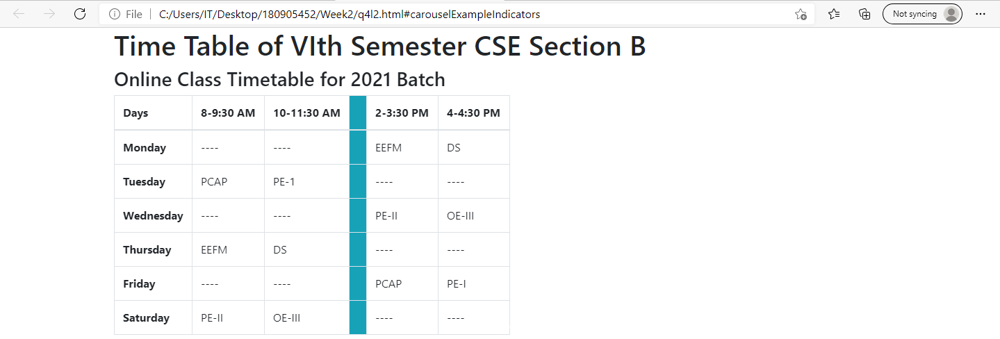 File | C:/Users/IT/Desktop/180905452/Week2/q4l2.html#carouselExampleIndicators Not syncing ...
Time Table of VIth Semester CSE Section B
Online Class Timetable for 2021 Batch
Days 8-9:30 AM 10-11:30 AM 2-3:30 PM 4-4:30 PM
Monday ---- ---- EEFM DS
Tuesday PCAP PE-1 ---- ----
Wednesday ---- ---- PE-II OE-III
Thursday EEFM DS ---- ----
Friday ---- ---- PCAP PE-I
Saturday PE-II OE-III ---- ----